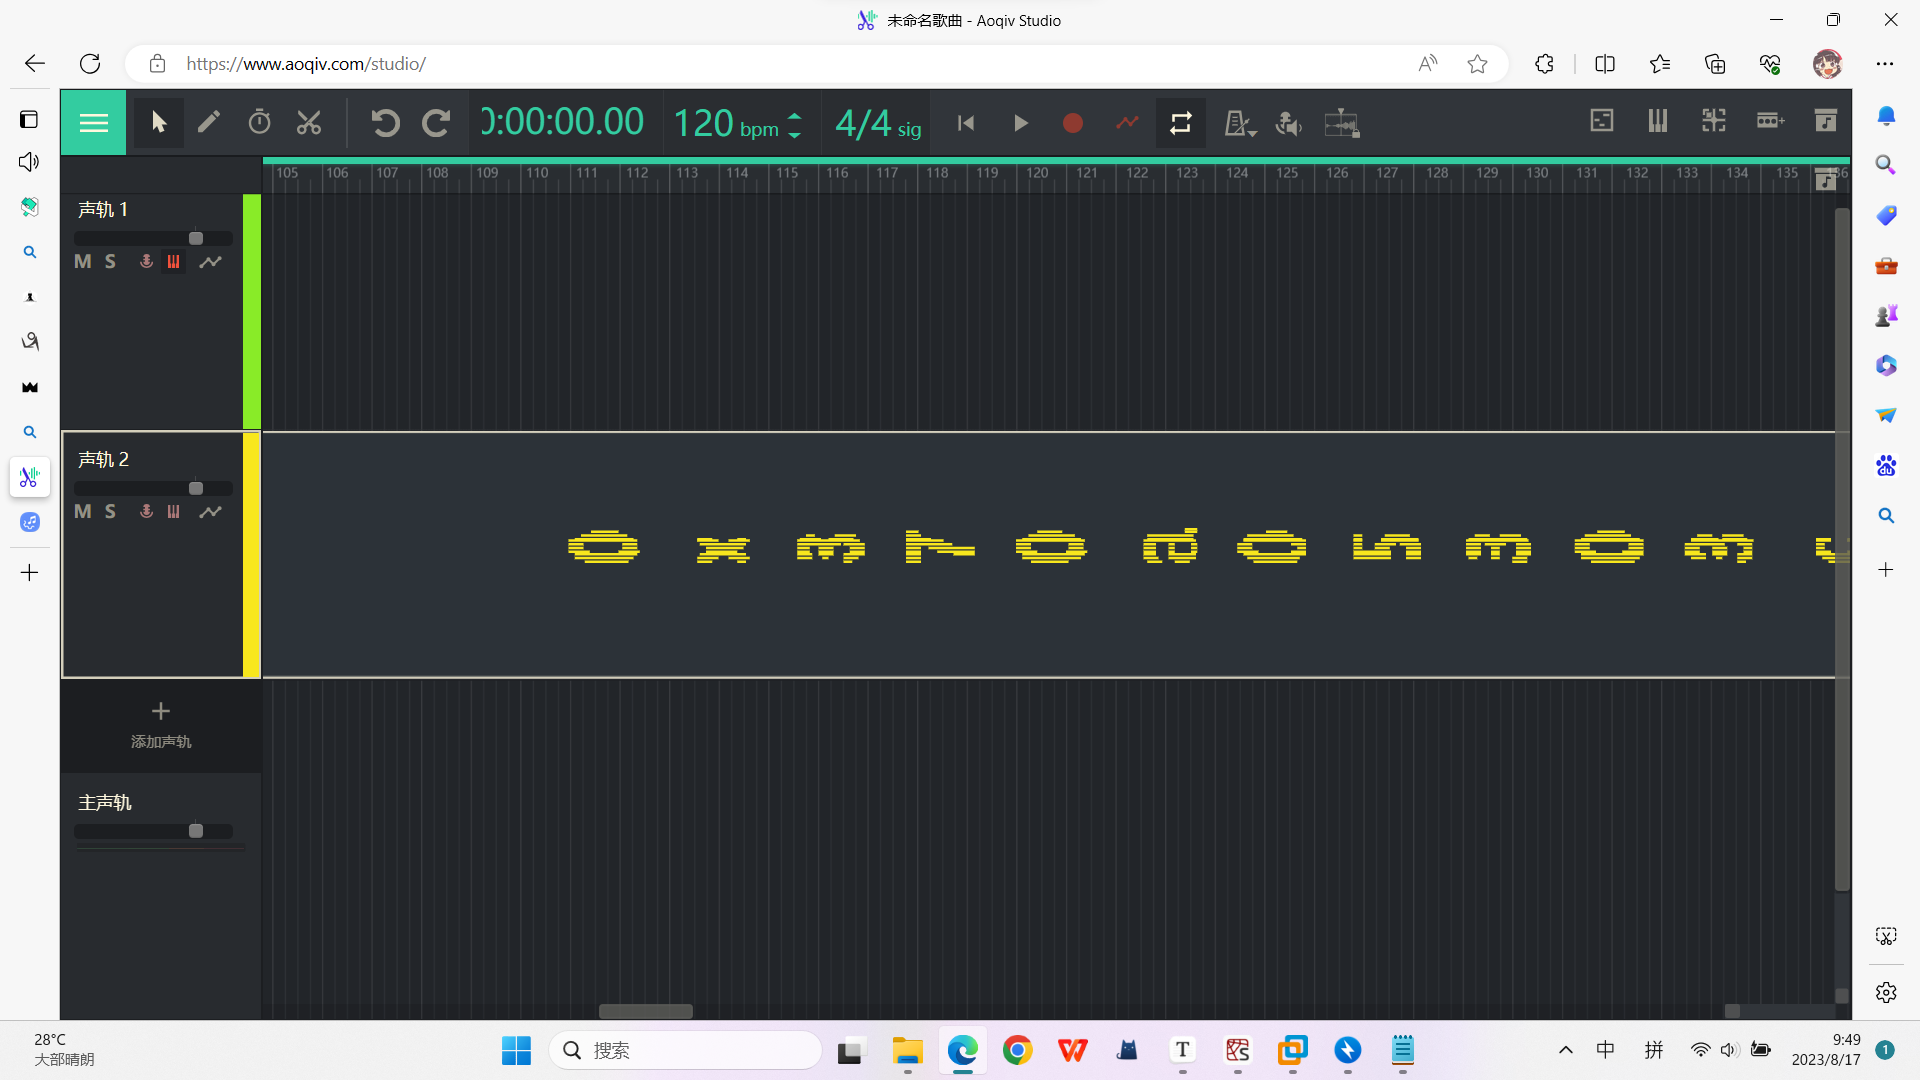 未命名歌曲 - Aoqiv Studio
https://www.aoqiv.com/studio/
0:00:00.00 120 bpm 4/4 sig
105 106 107 108 109 110 111 112 113 114 115 116 117 118 119 120 121 122 123 124 125 126 127 128 129 130 131 132 133 134 135 136
声轨 1
M S
声轨 2
M S
添加声轨
主声轨
28°C
大部晴朗
搜索
中 拼
9:49
2023/8/17
1